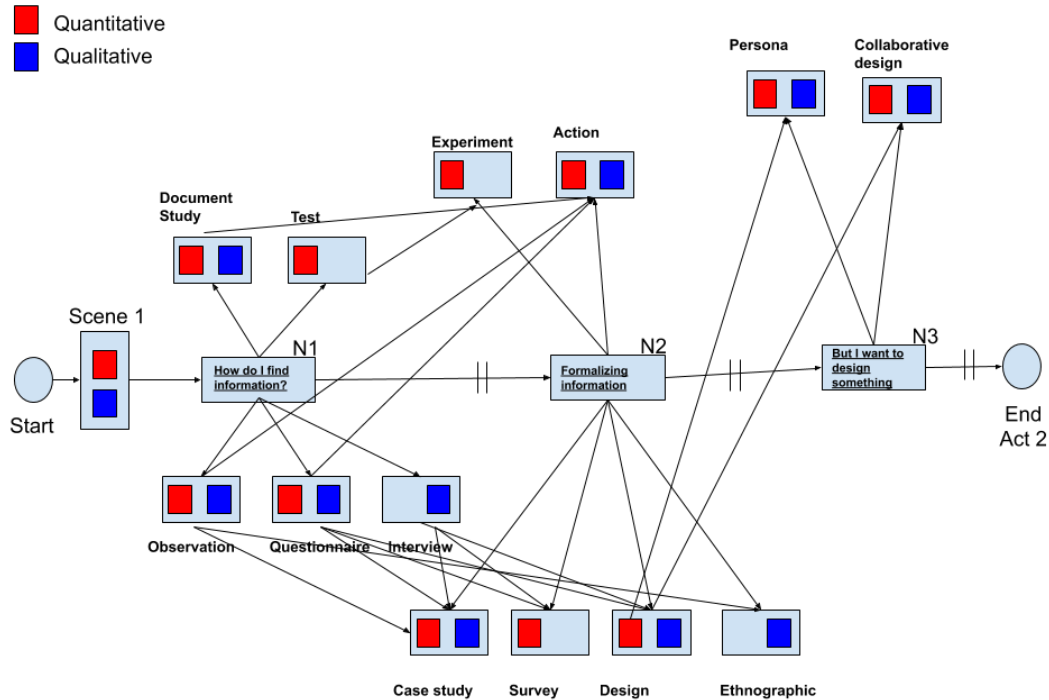 Quantitative
Qualitative
Persona
Collaborative
design
Experiment
Action
Document
Study
Test
Scene 1
N1
N2
N3
How do I find
information?
Formalizing
information
But I want to
design
something
Start
End
Act 2
Observation
Questionnaire
Interview
Case study
Survey
Design
Ethnographic